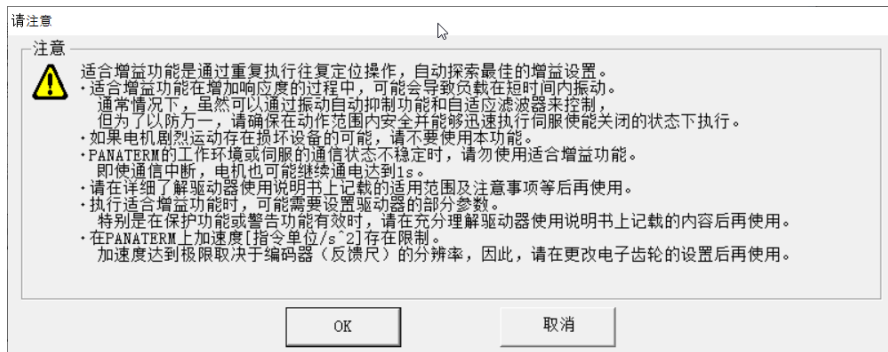 请注意
注意
适合增益功能是通过重复执行往复定位操作，自动探索最佳的增益设置。
·适合增益功能在增加响应度的过程中，可能会导致负载在短时间内振动。
通常情况下，虽然可以通过振动自动抑制功能和自适应滤波器来控制，
但为了以防万一，请确保在动作范围内安全并能够迅速执行伺服使能关闭的状态下执行。
·如果电机剧烈运动存在损坏设备的可能，请不要使用本功能。
·PANATERM的工作环境或伺服的通信状态不稳定时，请勿使用适合增益功能。
即使通信中断，电机也可能继续通电达到1s。
·请在详细了解驱动器使用说明书上记载的适用范围及注意事项等后再使用。
·执行适合增益功能时，可能需要设置驱动器的部分参数。
特别是在保护功能或警告功能有效时，请在充分理解驱动器使用说明书上记载的内容后再使用。
·在PANATERM上加速度[指令单位/s^2]存在限制。
加速度达到极限取决于编码器（反馈尺）的分辨率，因此，请在更改电子齿轮的设置后再使用。
OK
取消